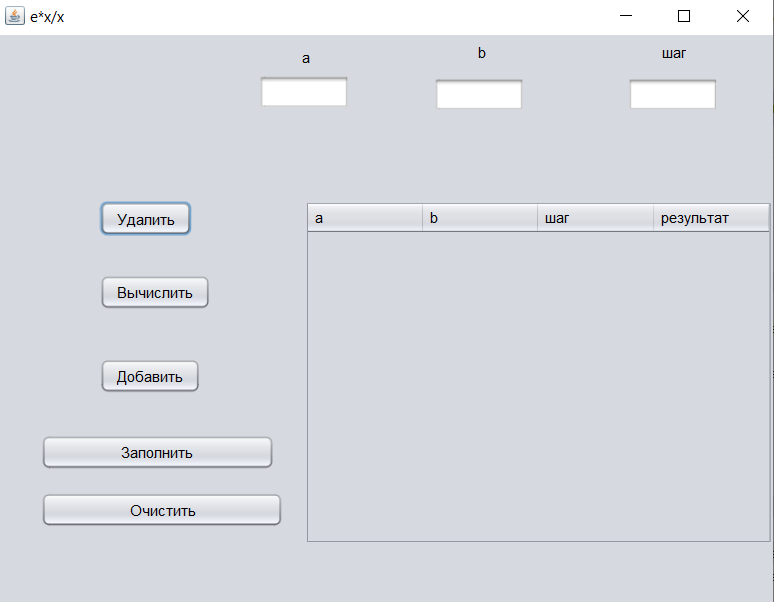 e*x/x
a
b
шаг
Удалить
a
b
шаг
результат
Вычислить
Добавить
Заполнить
Очистить